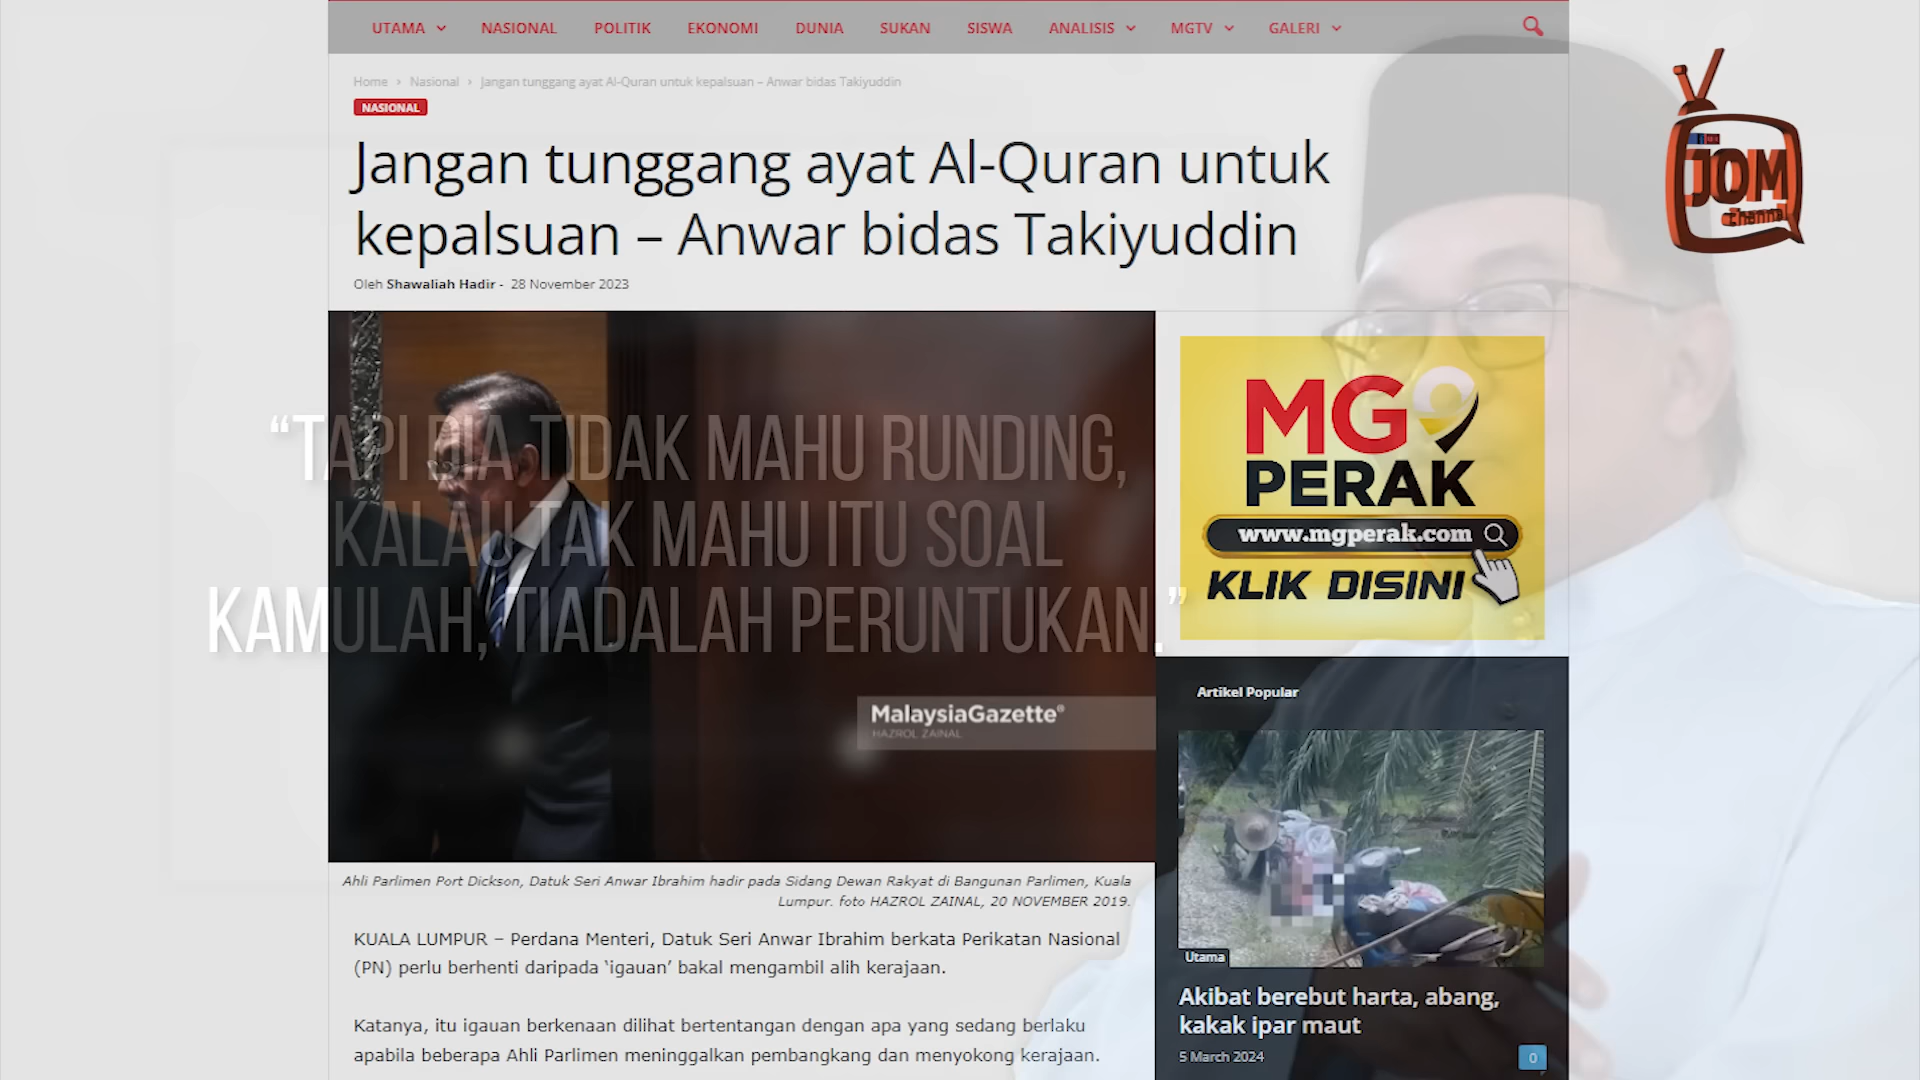 UTAMA NASIONAL POLITIK EKONOMI DUNIA SUKAN SISWA ANALISIS MGTV GALERI
Home › Nasional › Jangan tunggang ayat Al-Quran untuk kepalsuan – Anwar bidas Takiyuddin
NASIONAL
Jangan tunggang ayat Al-Quran untuk
kepalsuan – Anwar bidas Takiyuddin
Oleh Shawaliah Hadir - 28 November 2023
JOM
channel
“TAPI DIA TIDAK MAHU RUNDING,
KALAU TAK MAHU ITU SOAL
KAMULAH, TIADALAH PERUNTUKAN.”
MalaysiaGazette®
HAZROL ZAINAL
Ahli Parlimen Port Dickson, Datuk Seri Anwar Ibrahim hadir pada Sidang Dewan Rakyat di Bangunan Parlimen, Kuala
Lumpur. foto HAZROL ZAINAL, 20 NOVEMBER 2019.
KUALA LUMPUR – Perdana Menteri, Datuk Seri Anwar Ibrahim berkata Perikatan Nasional
(PN) perlu berhenti daripada ‘igauan’ bakal mengambil alih kerajaan.
Katanya, itu igauan berkenaan dilihat bertentangan dengan apa yang sedang berlaku
apabila beberapa Ahli Parlimen meninggalkan pembangkang dan menyokong kerajaan.
MG
PERAK
www.mgperak.com
KLIK DISINI
Artikel Popular
Utama
Akibat berebut harta, abang,
kakak ipar maut
5 March 2024
0